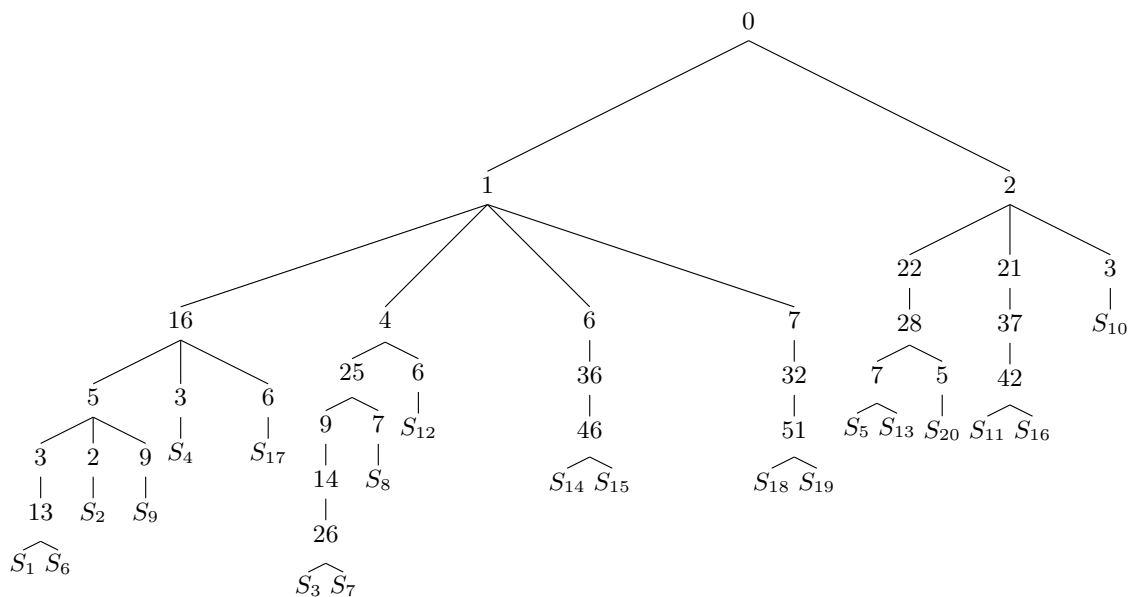 0
1 2
22 21 3
16 4 6 7 28 37 S₁₀
5 3 6 25 6 36 32 7 5 42
3 2 9 S₄ S₁₇ 9 7 S₁₂ 46 51 S₅ S₁₃ S₂₀ S₁₁ S₁₆
13 S₂ S₉ 14 S₈ S₁₄ S₁₅ S₁₈ S₁₉
S₁ S₆ 26
S₃ S₇